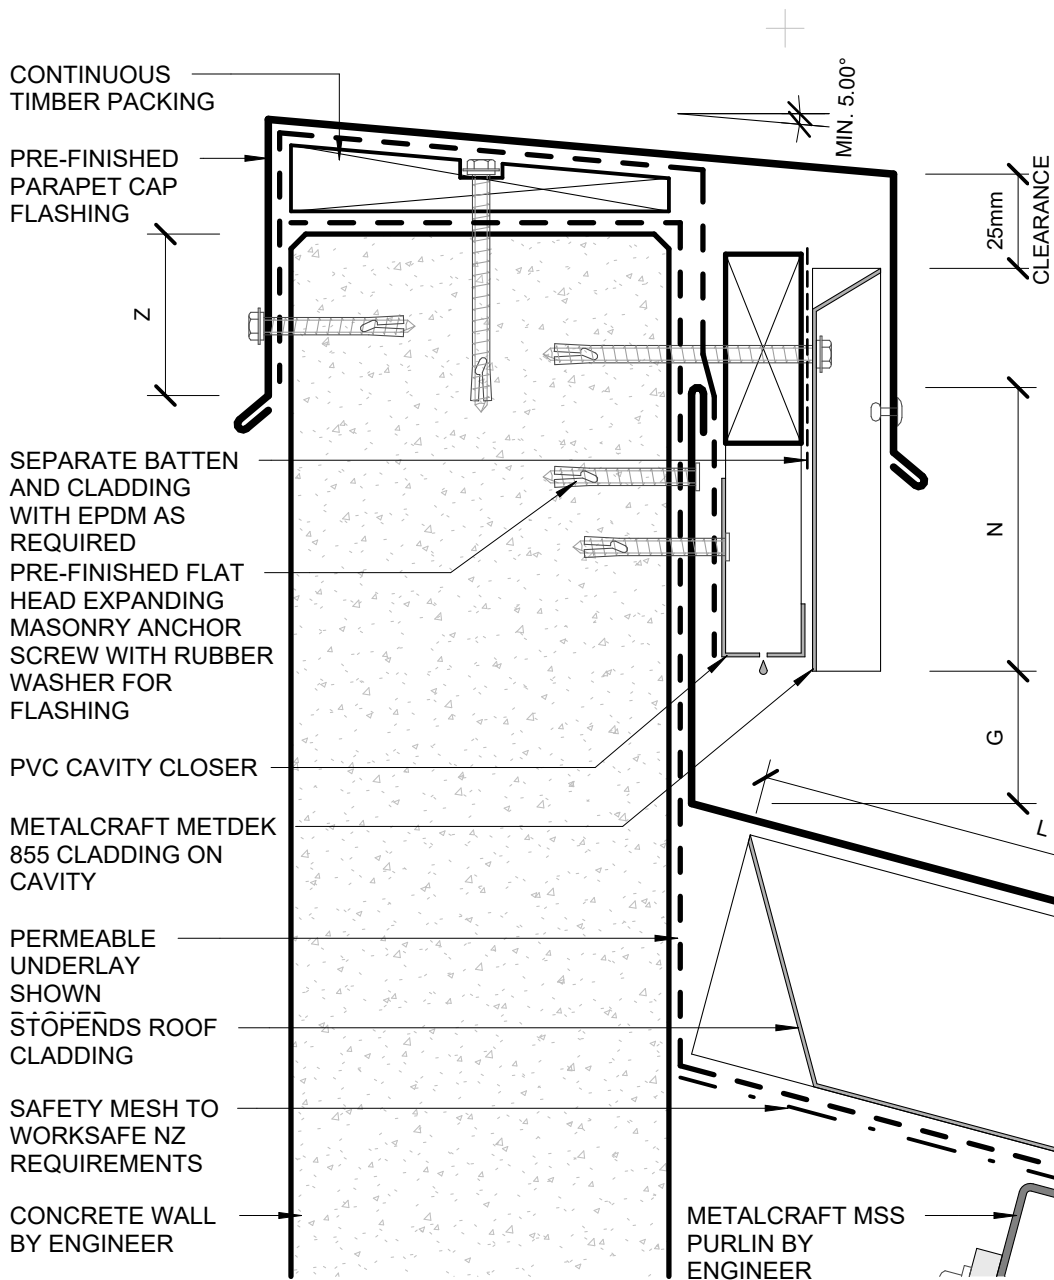 CONTINUOUS
TIMBER PACKING
PRE-FINISHED
PARAPET CAP
FLASHING
Z
SEPARATE BATTEN
AND CLADDING
WITH EPDM AS
REQUIRED
PRE-FINISHED FLAT
HEAD EXPANDING
MASONRY ANCHOR
SCREW WITH RUBBER
WASHER FOR
FLASHING
PVC CAVITY CLOSER
METALCRAFT METDEK
855 CLADDING ON
CAVITY
PERMEABLE
UNDERLAY
SHOWN
STOPENDS ROOF
CLADDING
SAFETY MESH TO
WORKSAFE NZ
REQUIREMENTS
CONCRETE WALL
BY ENGINEER
MIN. 5.00°
25mm
CLEARANCE
N
G
L
METALCRAFT MSS
PURLIN BY
ENGINEER